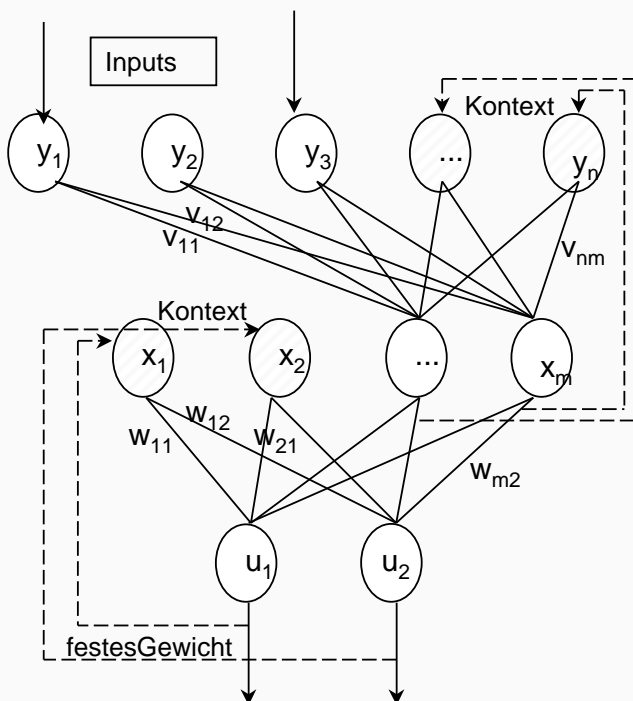 Inputs
Kontext
y1 y2 y3 ... yn
v12
v11
vnm
Kontext
x1 x2 ... xm
w12
w11 w21
wm2
u1 u2
festesGewicht